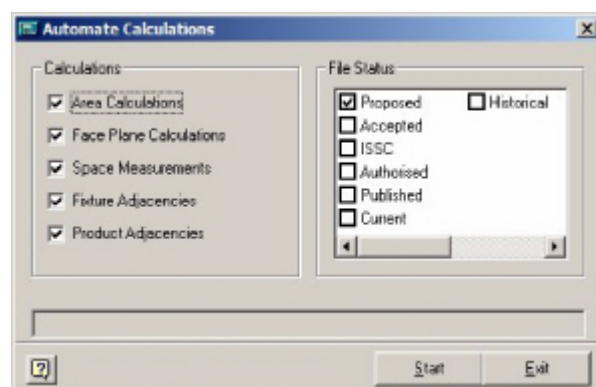 Automate Calculations
Calculations
Area Calculations
Face Plane Calculations
Space Measurements
Fixture Adjacencies
Product Adjacencies
File Status
Proposed
Historical
Accepted
ISSC
Authorised
Published
Current
Start
Exit